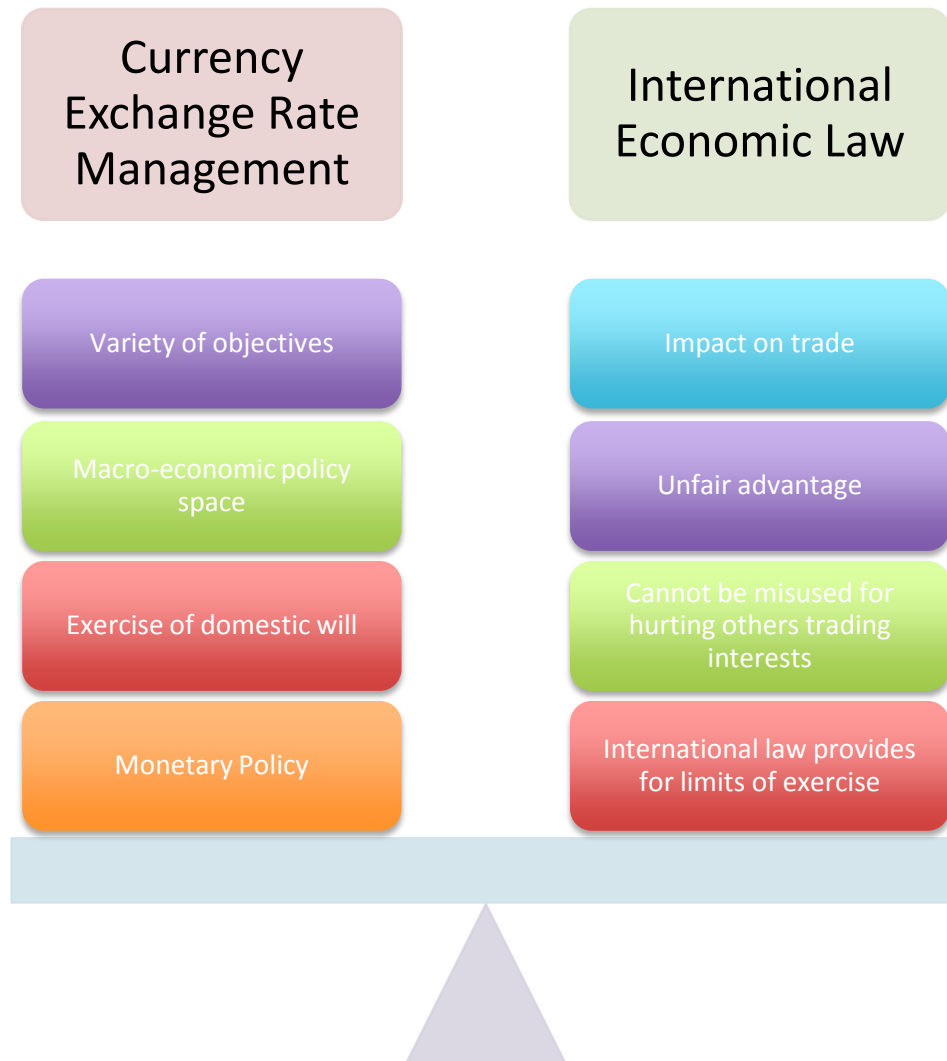 Currency
Exchange Rate
Management
International
Economic Law
Variety of objectives
Macro-economic policy
space
Exercise of domestic will
Monetary Policy
Impact on trade
Unfair advantage
Cannot be misused for
hurting others trading
interests
International law provides
for limits of exercise